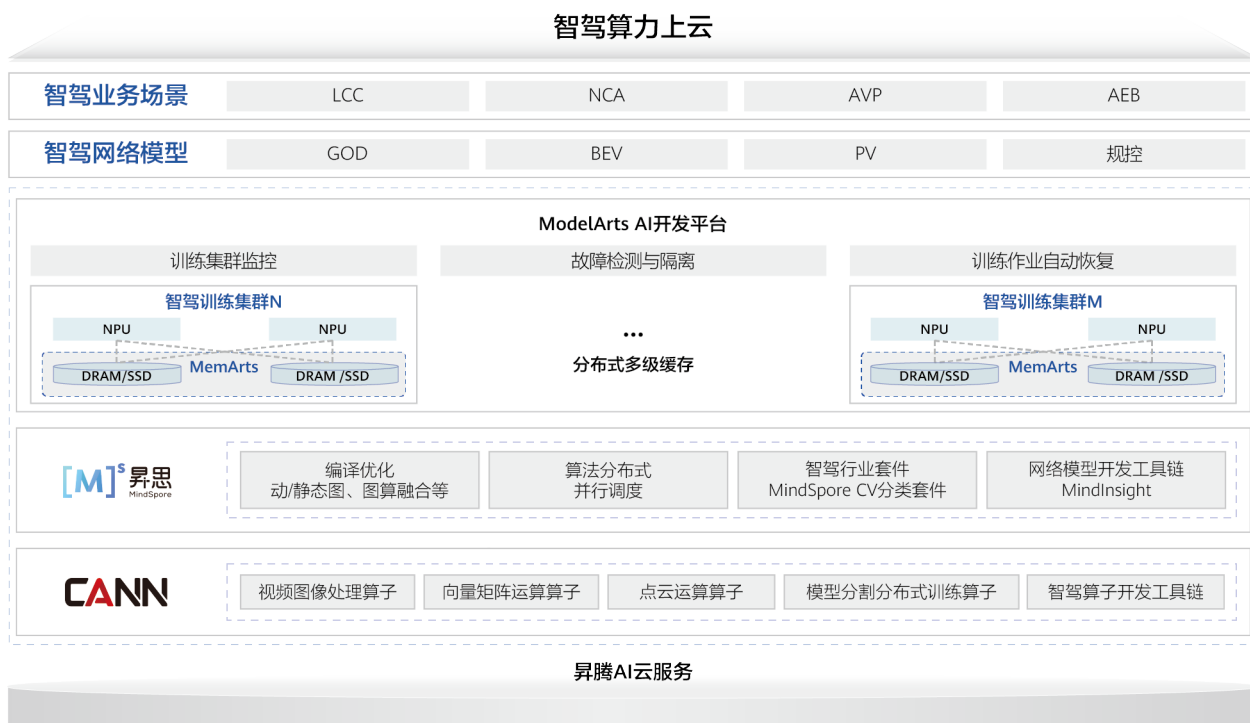 智驾算力上云
智驾业务场景
LCC
NCA
AVP
AEB
智驾网络模型
GOD
BEV
PV
规控
ModelArts AI开发平台
训练集群监控
故障检测与隔离
训练作业自动恢复
智驾训练集群N
NPU
NPU
MemArts
DRAM/SSD
DRAM /SSD
...
分布式多级缓存
智驾训练集群M
NPU
NPU
MemArts
DRAM/SSD
DRAM /SSD
[M]s 昇思
MindSpore
编译优化
动/静态图、图算融合等
算法分布式
并行调度
智驾行业套件
MindSpore CV分类套件
网络模型开发工具链
MindInsight
CANN
视频图像处理算子
向量矩阵运算算子
点云运算算子
模型分割分布式训练算子
智驾算子开发工具链
昇腾AI云服务